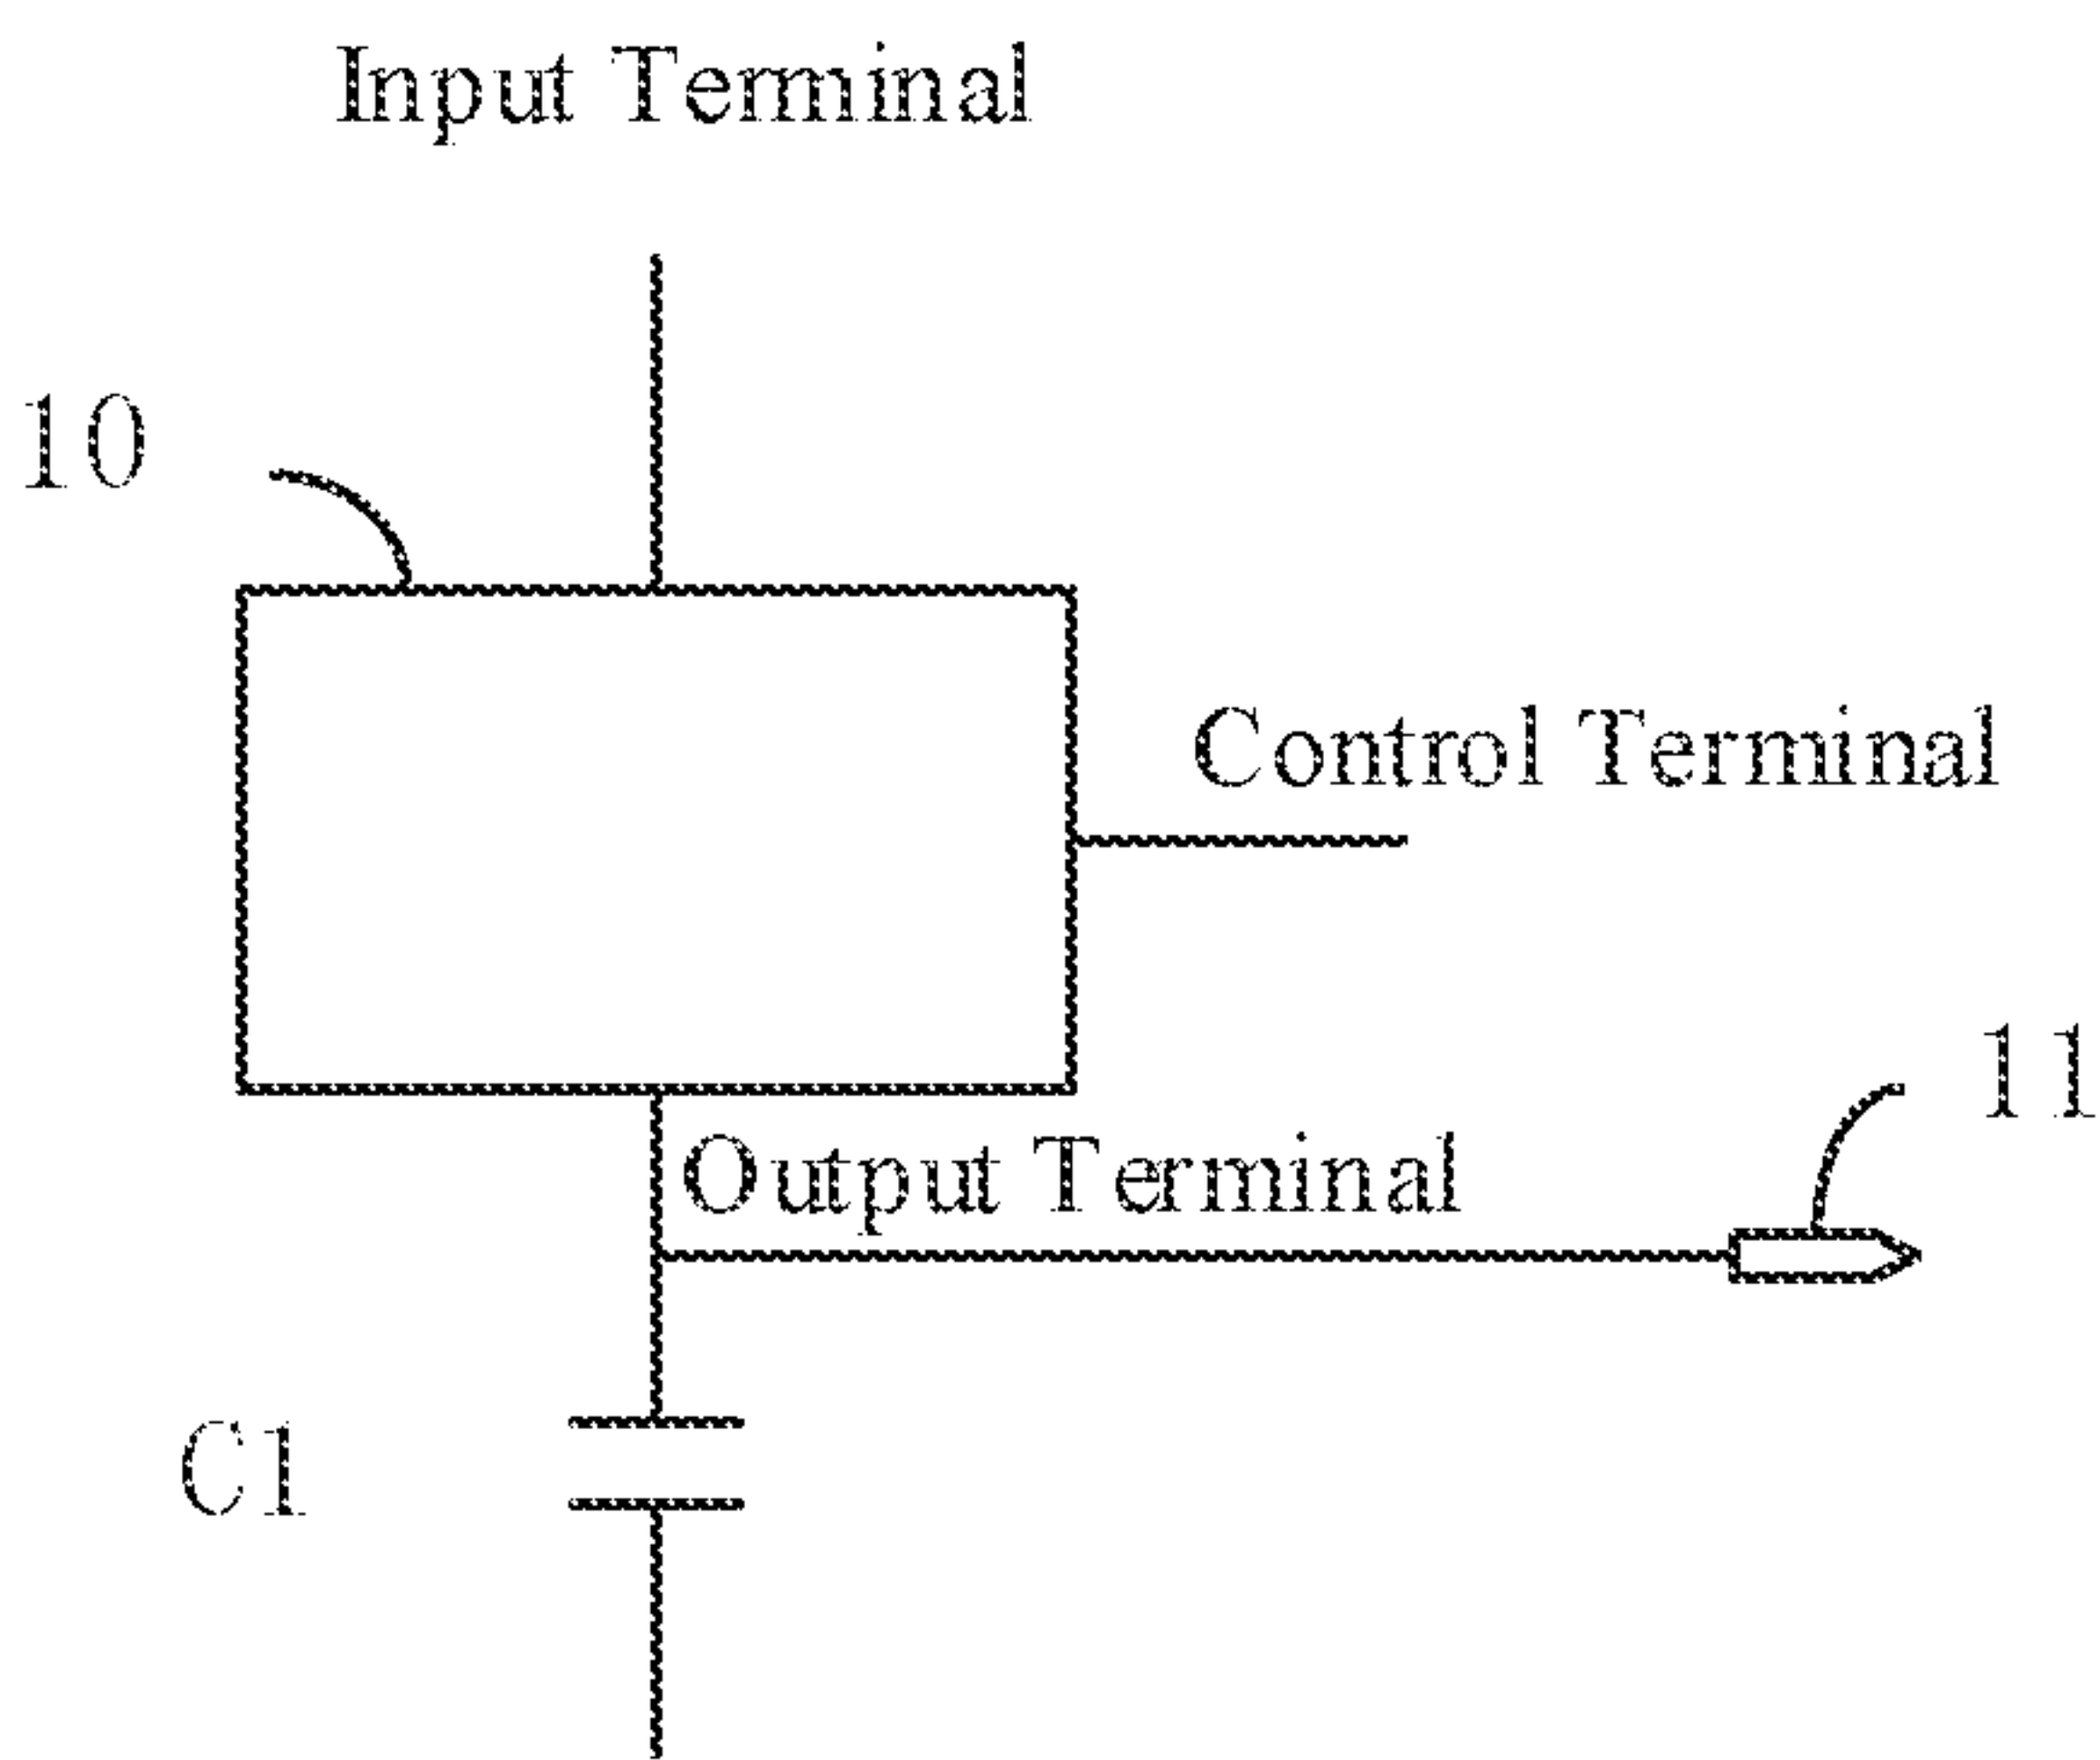 Input Terminal
10
Control Terminal
11
Output Terminal
C1